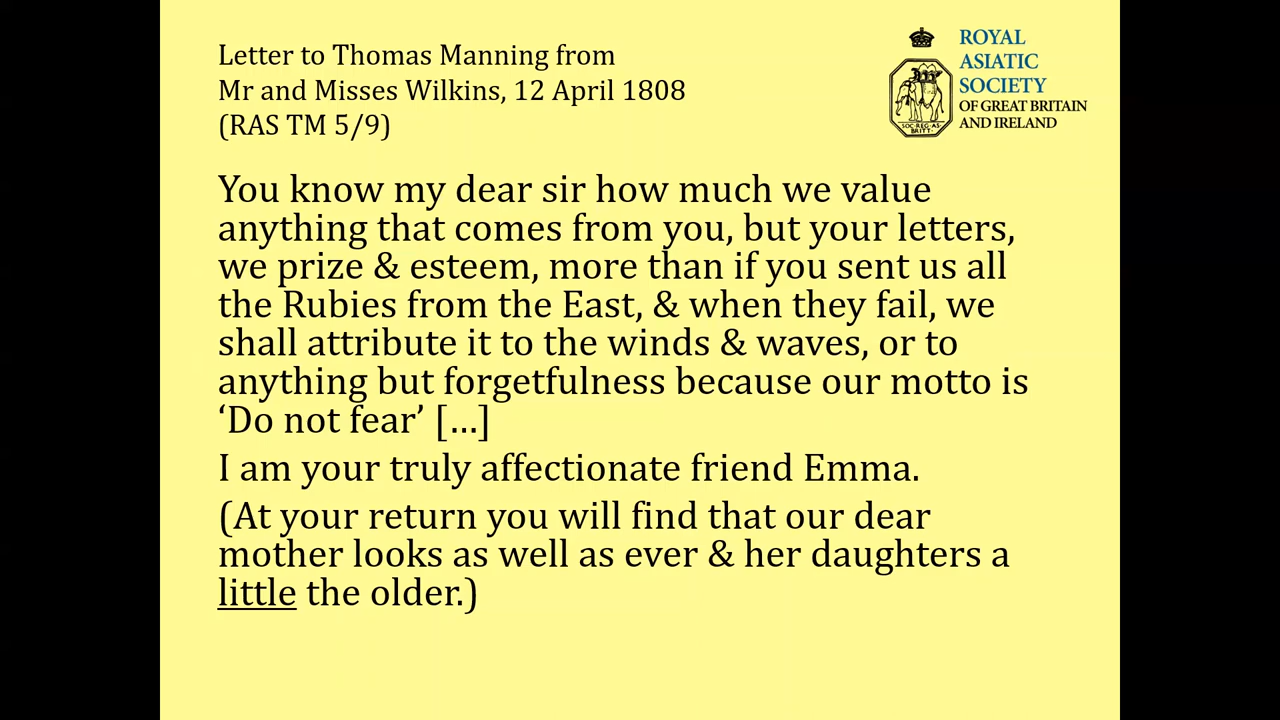 Letter to Thomas Manning from
Mr and Misses Wilkins, 12 April 1808
(RAS TM 5/9)
ROYAL
ASIATIC
SOCIETY
OF GREAT BRITAIN
AND IRELAND
SOC·REG·AS·
BRITT·
You know my dear sir how much we value
anything that comes from you, but your letters,
we prize & esteem, more than if you sent us all
the Rubies from the East, & when they fail, we
shall attribute it to the winds & waves, or to
anything but forgetfulness because our motto is
‘Do not fear’ […]
I am your truly affectionate friend Emma.
(At your return you will find that our dear
mother looks as well as ever & her daughters a
little the older.)